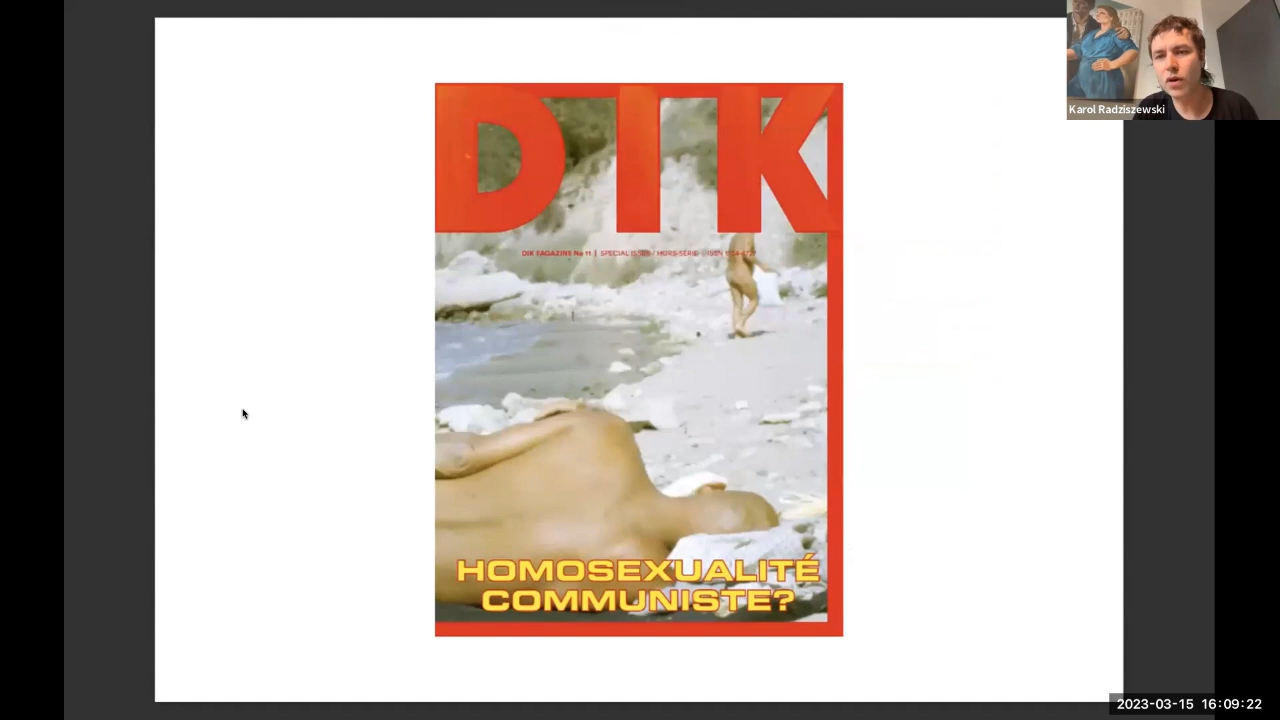 Karol Radziszewski
DIK
DIK FAGAZINE No 11 | SPECIAL ISSUE / HORS-SÉRIE
HOMOSEXUALITÉ
COMMUNISTE?
2023-03-15 16:09:22